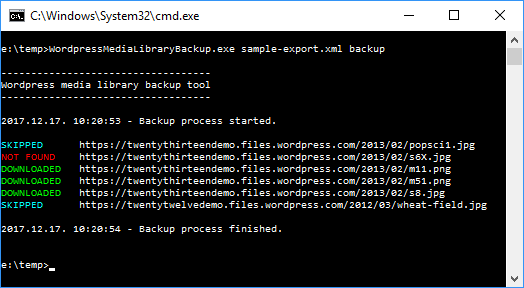 C:\Windows\System32\cmd.exe
e:\temp>WordpressMediaLibraryBackup.exe sample-export.xml backup
-----------------------------------
Wordpress media library backup tool
-----------------------------------
2017.12.17. 10:20:53 - Backup process started.
SKIPPED https://twentythirteendemo.files.wordpress.com/2013/02/popsci1.jpg
NOT FOUND https://twentythirteendemo.files.wordpress.com/2013/02/s6X.jpg
DOWNLOADED https://twentythirteendemo.files.wordpress.com/2013/02/m11.png
DOWNLOADED https://twentythirteendemo.files.wordpress.com/2013/02/m51.png
DOWNLOADED https://twentythirteendemo.files.wordpress.com/2013/02/s8.jpg
SKIPPED https://twentytwelvedemo.files.wordpress.com/2012/03/wheat-field.jpg
2017.12.17. 10:20:54 - Backup process finished.
e:\temp>